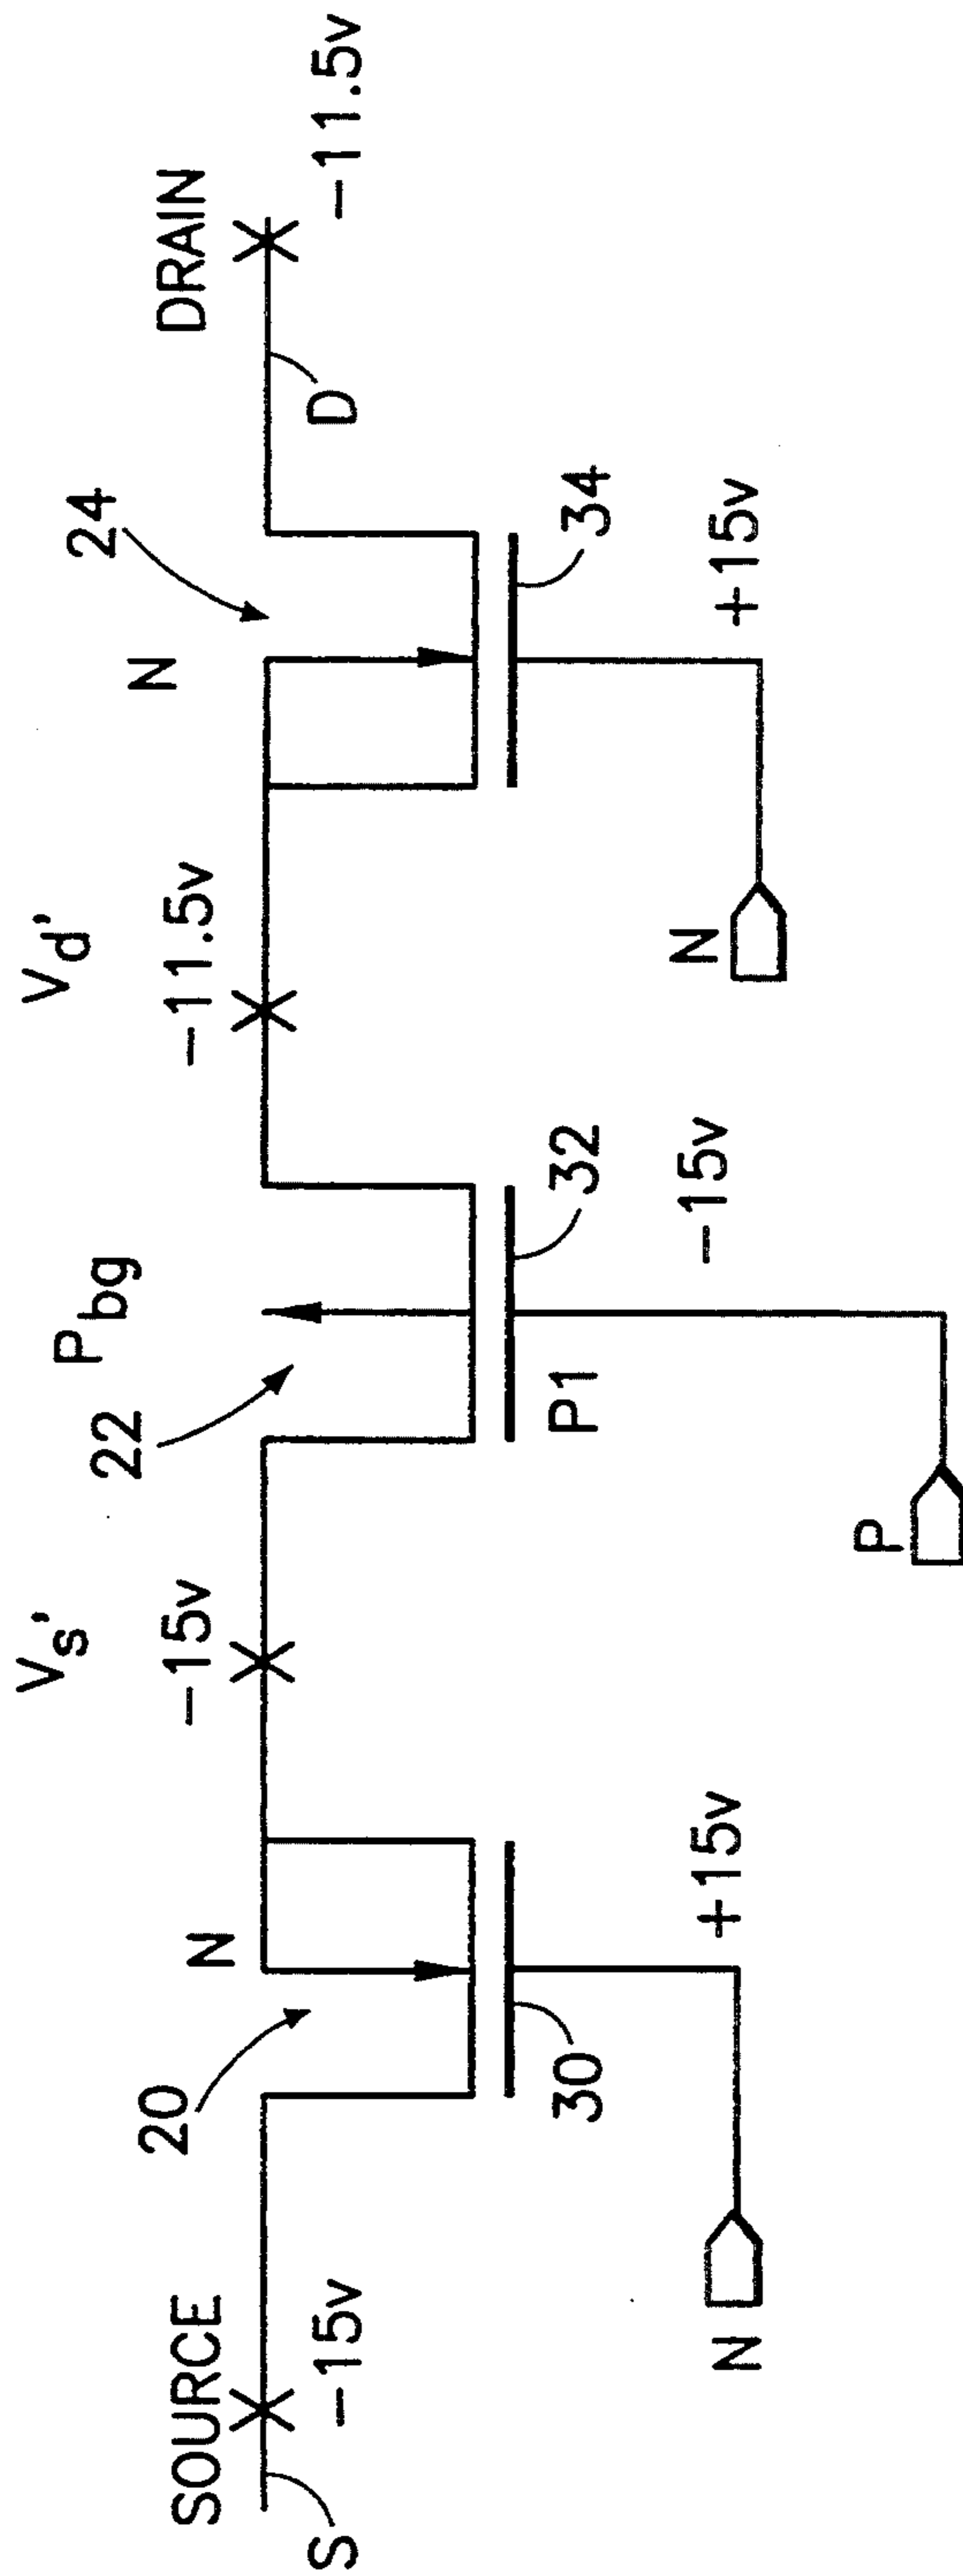 V_s'
V_d'
SOURCE
-15v
S
20
N
-15v
22
P_bg
-11.5v
N
24
DRAIN
-11.5v
D
30
+15v
N
P1
32
-15v
P
34
+15v
N